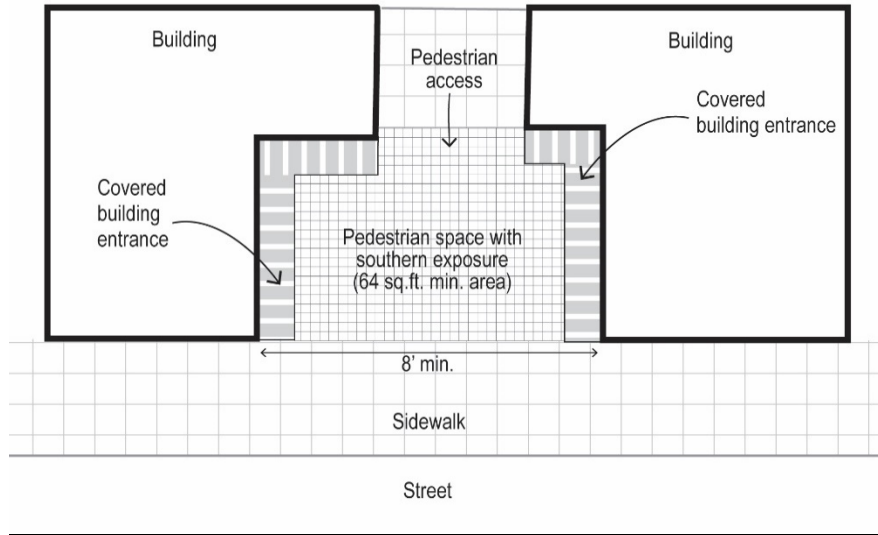 Building
Building
Pedestrian
access
Covered
building entrance
Covered
building
entrance
Pedestrian space with
southern exposure
(64 sq.ft. min. area)
8' min.
Sidewalk
Street